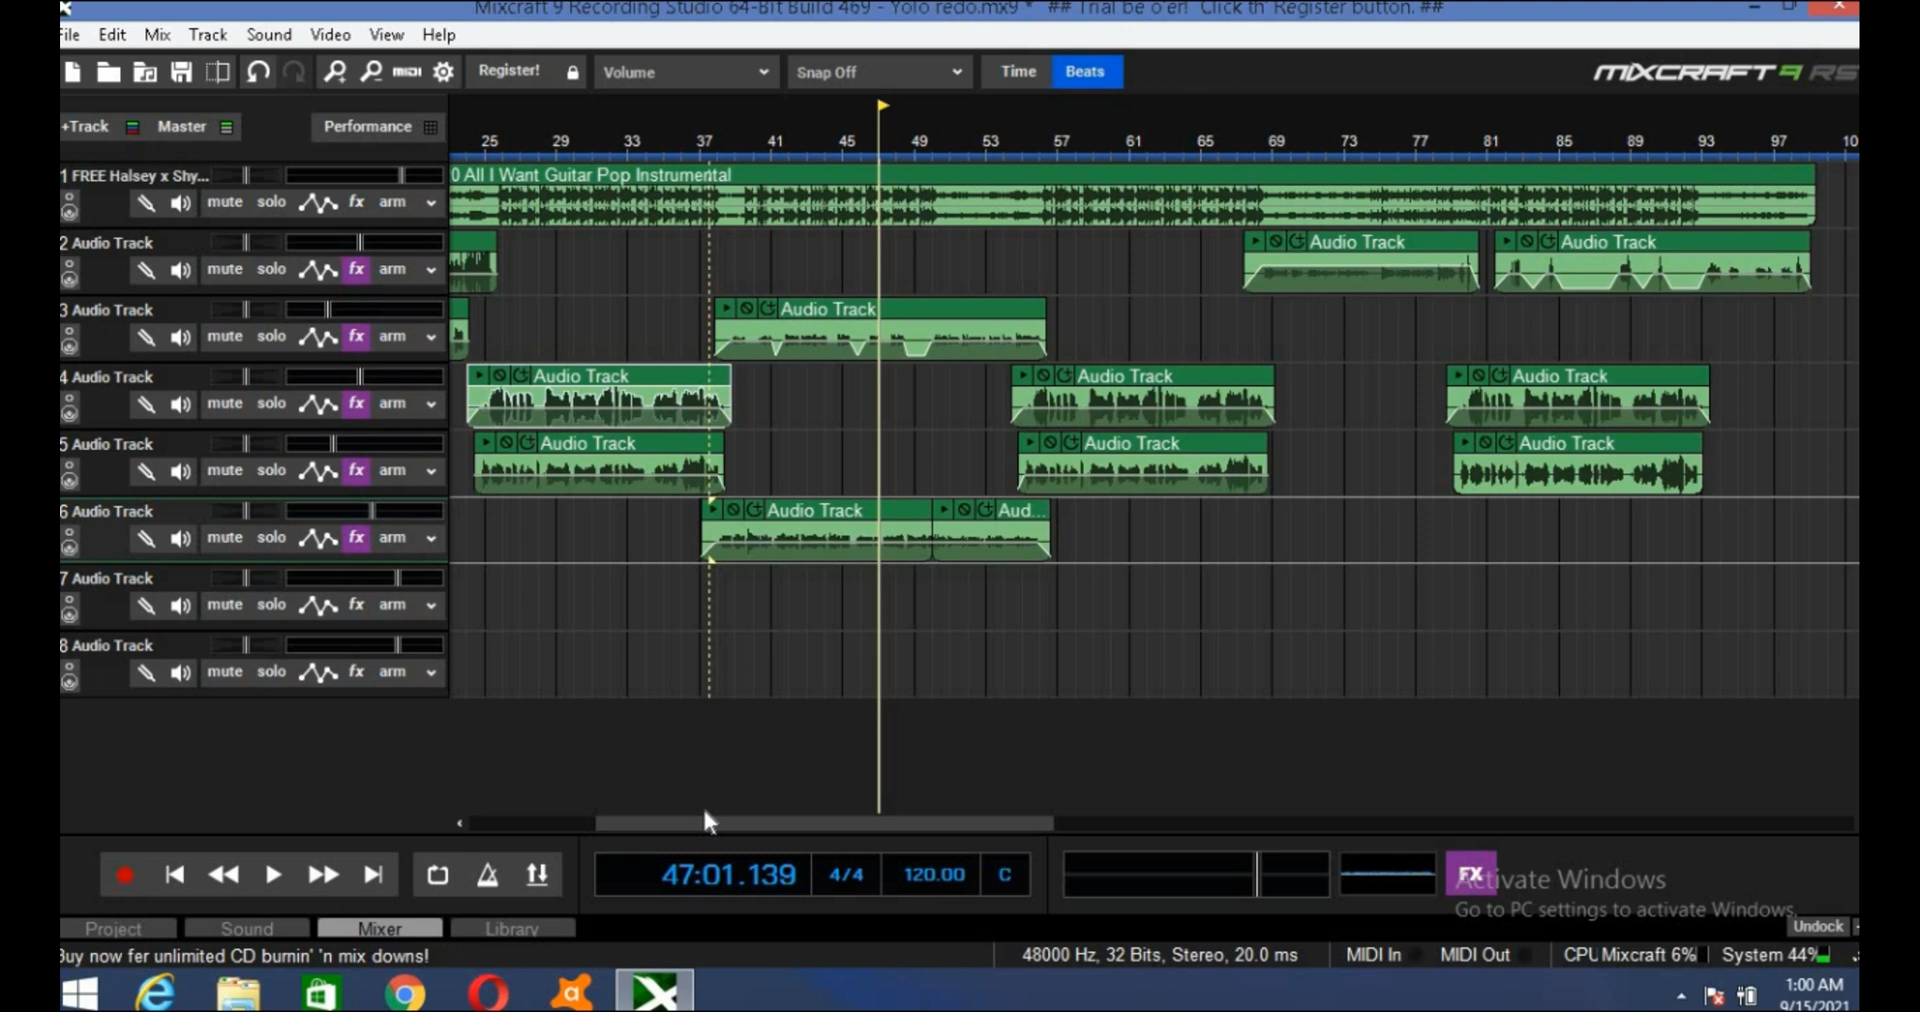 Mixcraft 9 Recording Studio 64-Bit Build 469 - Yolo redo.mx9 * ## Trial be o'er! Click th' Register button. ##
File Edit Mix Track Sound Video View Help
Register! Volume Snap Off Time Beats MIXCRAFT 9 RS
+Track Master Performance
25 29 33 37 41 45 49 53 57 61 65 69 73 77 81 85 89 93 97 10
1 FREE Halsey x Shy... 0 All I Want Guitar Pop Instrumental
mute solo fx arm
2 Audio Track Audio Track Audio Track
mute solo fx arm
3 Audio Track Audio Track
mute solo fx arm
4 Audio Track Audio Track Audio Track Audio Track
mute solo fx arm
5 Audio Track Audio Track Audio Track Audio Track
mute solo fx arm
6 Audio Track Audio Track Aud...
mute solo fx arm
7 Audio Track
mute solo fx arm
8 Audio Track
mute solo fx arm
47:01.139 4/4 120.00 C FX
Activate Windows
Go to PC settings to activate Windows.
Project Sound Mixer Library Undock
Buy now fer unlimited CD burnin' 'n mix downs! 48000 Hz, 32 Bits, Stereo, 20.0 ms MIDI In MIDI Out CPU Mixcraft 6% System 44%
1:00 AM
9/15/2021